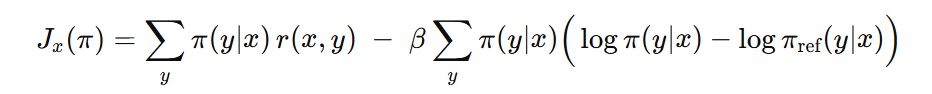 J_x(π) = ∑_y π(y|x) r(x, y) − β ∑_y π(y|x)( log π(y|x) − log π_ref(y|x) )